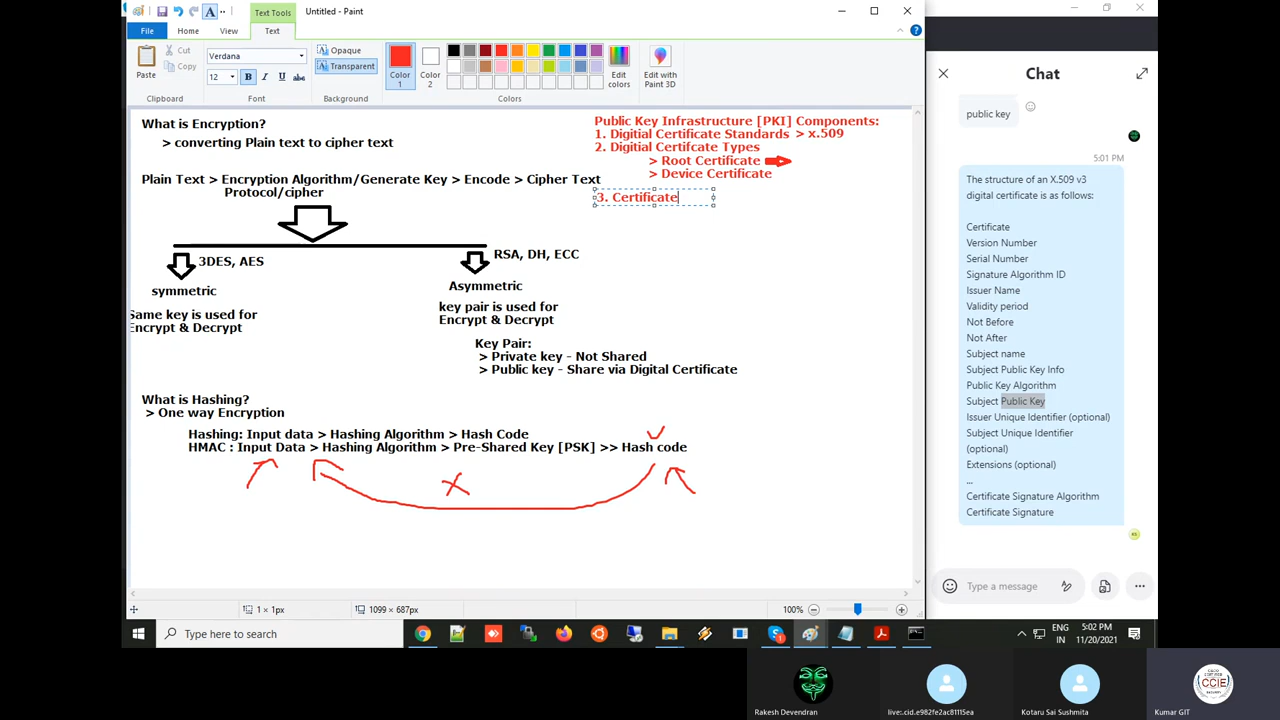 Text Tools
Untitled - Paint
File
Home
View
Text
Paste
Cut
Copy
Clipboard
Verdana
12
B
I
U
abc
Font
Opaque
Transparent
Background
Color
1
Color
2
Edit
colors
Edit with
Paint 3D
Colors
What is Encryption?
> converting Plain text to cipher text
Plain Text > Encryption Algorithm/Generate Key > Encode > Cipher Text
Protocol/cipher
3DES, AES
RSA, DH, ECC
symmetric
Asymmetric
Same key is used for
Encrypt & Decrypt
key pair is used for
Encrypt & Decrypt
Key Pair:
> Private key - Not Shared
> Public key - Share via Digital Certificate
What is Hashing?
> One way Encryption
Hashing: Input data > Hashing Algorithm > Hash Code
HMAC : Input Data > Hashing Algorithm > Pre-Shared Key [PSK] >> Hash code
Public Key Infrastructure [PKI] Components:
1. Digitial Certificate Standards > x.509
2. Digitial Certifcate Types
> Root Certificate
> Device Certificate
3. Certificate
1 × 1px
1099 × 687px
100%
Chat
public key
5:01 PM
The structure of an X.509 v3
digital certificate is as follows:
Certificate
Version Number
Serial Number
Signature Algorithm ID
Issuer Name
Validity period
Not Before
Not After
Subject name
Subject Public Key Info
Public Key Algorithm
Subject Public Key
Issuer Unique Identifier (optional)
Subject Unique Identifier
(optional)
Extensions (optional)
...
Certificate Signature Algorithm
Certificate Signature
Type a message
Type here to search
ENG
IN
5:02 PM
11/20/2021
Rakesh Devendran
live:.cid.e982fe2ac81115ea
Kotaru Sai Sushmita
CCIE
Kumar GIT